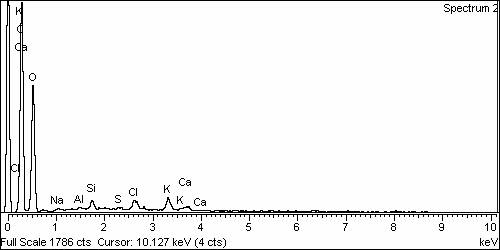 Spectrum 2
K
C
Ca
O
Cl
Na
Al
Si
S
Cl
K
K
Ca
Ca
0 1 2 3 4 5 6 7 8 9 10
Full Scale 1786 cts Cursor: 10.127 keV (4 cts) keV